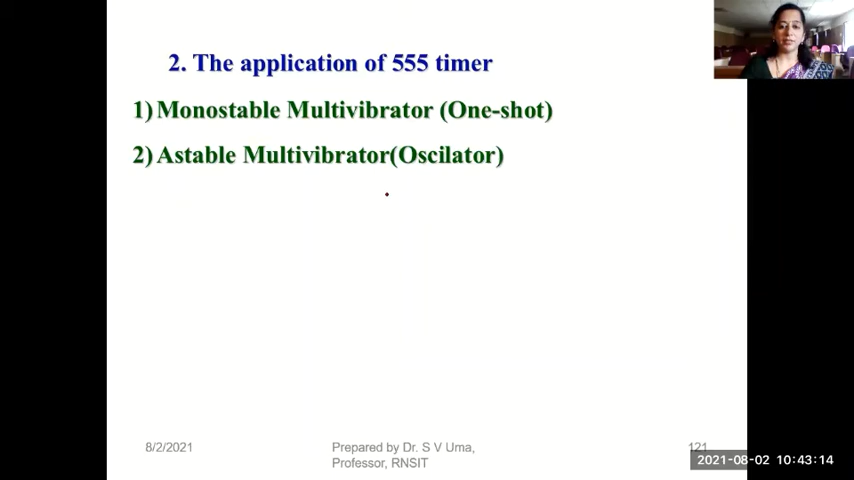 2. The application of 555 timer
1) Monostable Multivibrator (One-shot)
2) Astable Multivibrator(Oscilator)
8/2/2021
Prepared by Dr. S V Uma,
Professor, RNSIT
121
2021-08-02 10:43:14